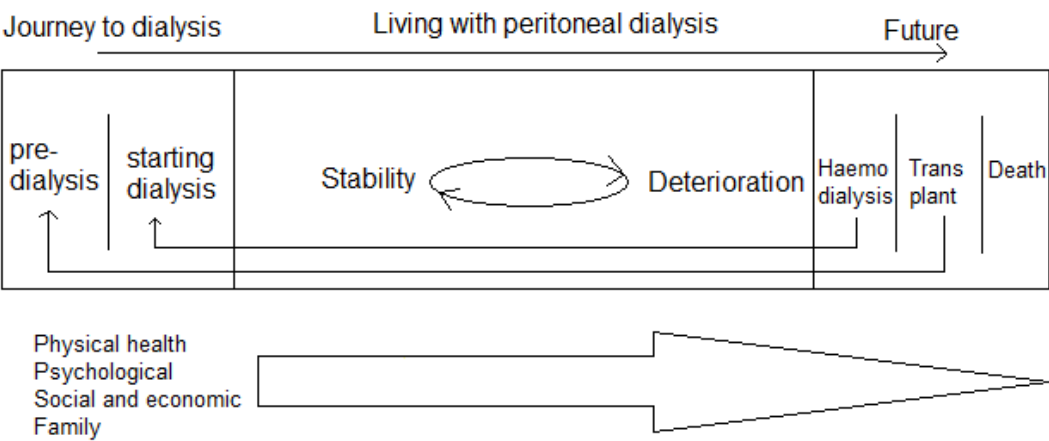 Journey to dialysis
Living with peritoneal dialysis
Future
pre-
dialysis
starting
dialysis
Stability
Deterioration
Haemo
dialysis
Trans
plant
Death
Physical health
Psychological
Social and economic
Family